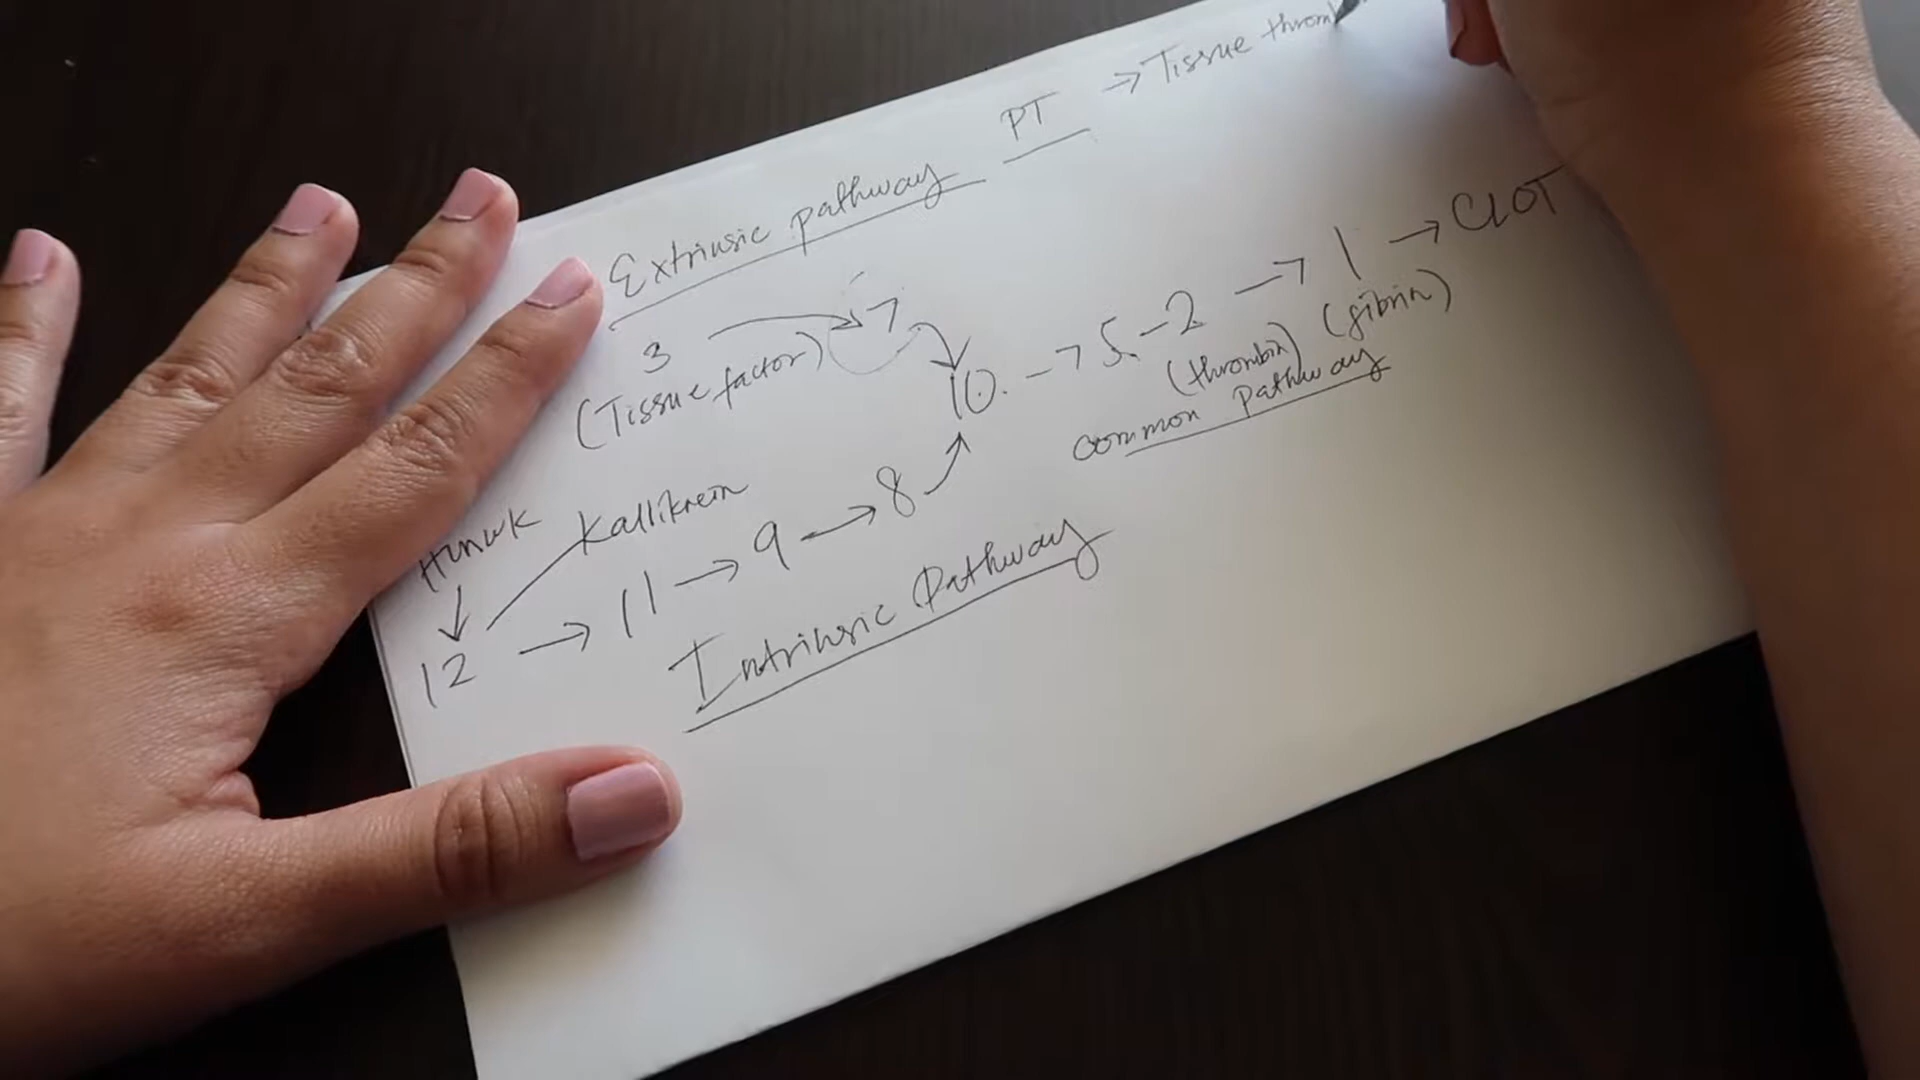 PT → Tissue thromb
Extrinsic pathway
3 → 7
(Tissue factor)
10. → 5.-2 → 1 → CLOT
(thrombin) (fibrin)
common pathway
HMWK Kallikrein
12 → 11 → 9 → 8
Intrinsic Pathway